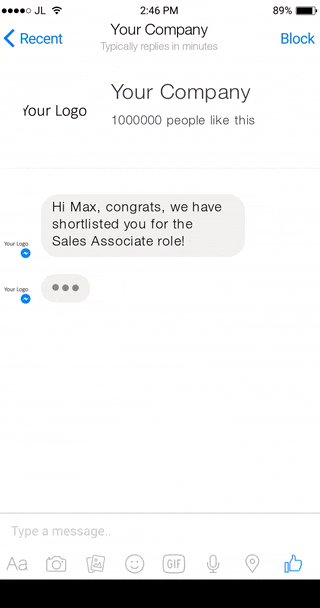 JL 2:46 PM 89%
Recent Your Company Block
Typically replies in minutes
Your Logo
Your Company
1000000 people like this
Hi Max, congrats, we have
shortlisted you for the
Sales Associate role!
Your Logo
Your Logo
Type a message..
Aa GIF